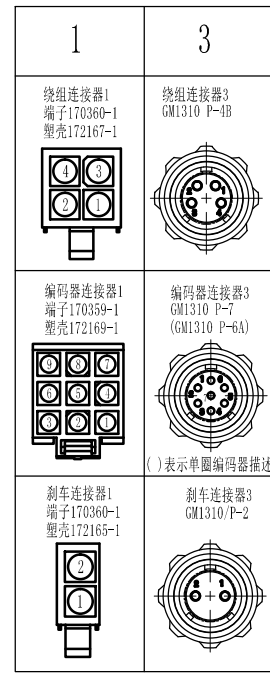 1
3
绕组连接器1
端子170360-1
塑壳172167-1
4 3
2 1
绕组连接器3
GM1310 P-4B
编码器连接器1
端子170359-1
塑壳172169-1
9 8 7
6 5 4
3 2 1
编码器连接器3
GM1310 P-7
(GM1310 P-6A)
( )表示单圈编码器描述
刹车连接器1
端子170360-1
塑壳172165-1
2
1
刹车连接器3
GM1310/P-2
2 1